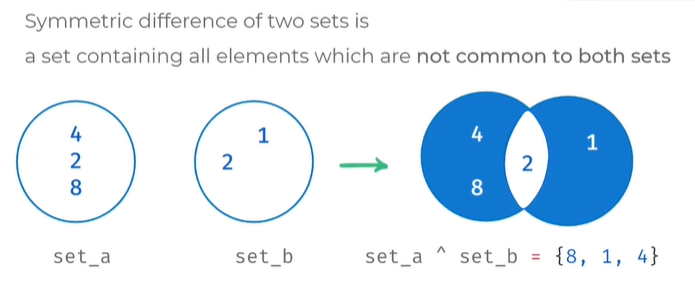 Symmetric difference of two sets is
a set containing all elements which are not common to both sets
4
2
8
1
2
4
8
2
1
set_a
set_b
set_a ^ set_b = {8, 1, 4}